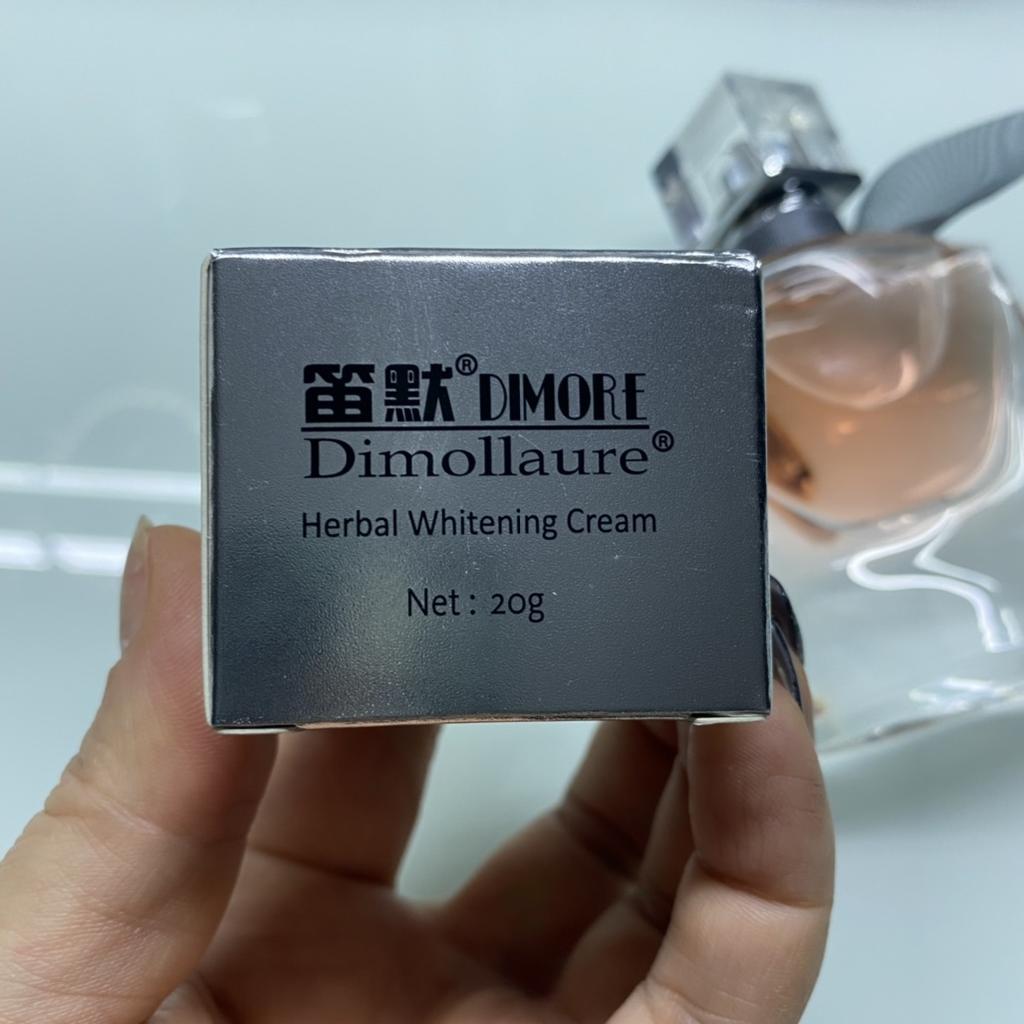 笛默® DIMORE
Dimollaure®
Herbal Whitening Cream
Net : 20g